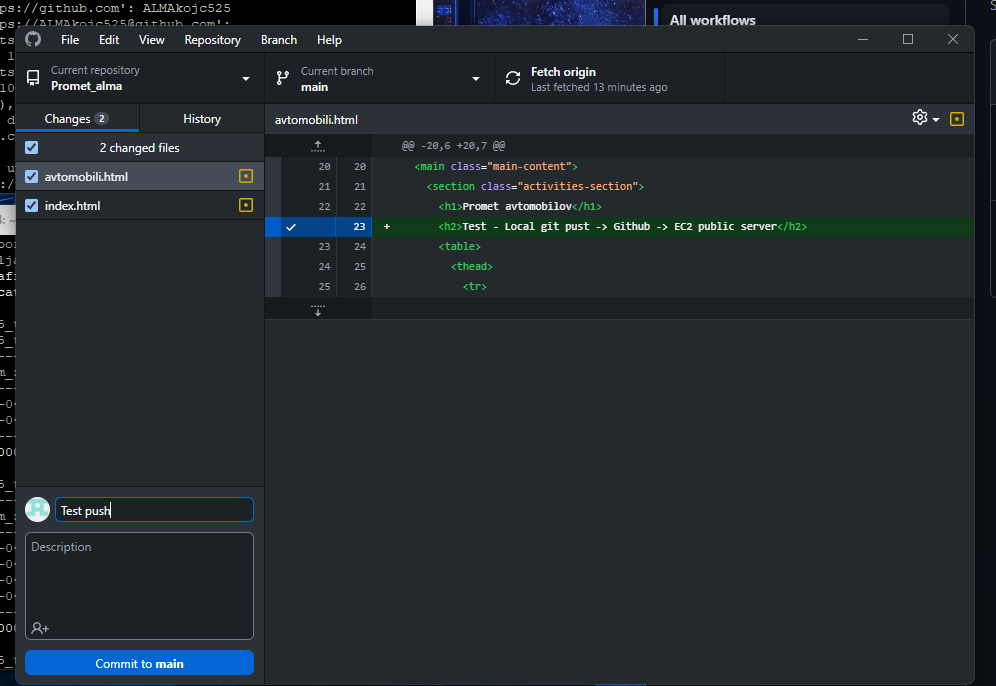 ps://github.com': ALMAkojc525
ps://ALMAkojc525@github.com':
All workflows
File Edit View Repository Branch Help
Current repository
Promet_alma
Current branch
main
Fetch origin
Last fetched 13 minutes ago
Changes 2 History
avtomobili.html
2 changed files
avtomobili.html
index.html
@@ -20,6 +20,7 @@
20 20 <main class="main-content">
21 21 <section class="activities-section">
22 22 <h1>Promet avtomobilov</h1>
23 + <h2>Test - Local git pust -> Github -> EC2 public server</h2>
23 24 <table>
24 25 <thead>
25 26 <tr>
Test push
Description
Commit to main